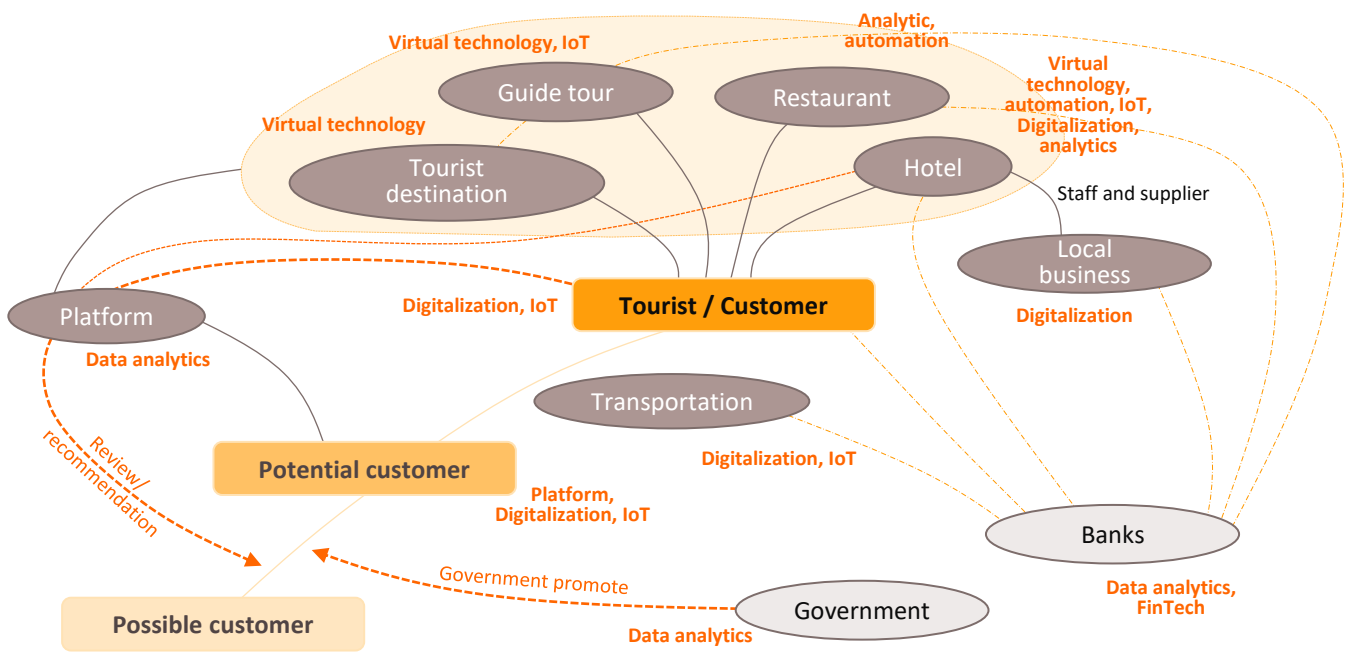 Analytic,
automation
Virtual technology, IoT
Virtual
technology,
automation, IoT,
Digitalization,
analytics
Guide tour
Restaurant
Virtual technology
Tourist
destination
Hotel
Staff and supplier
Local
business
Platform
Digitalization, IoT
Tourist / Customer
Digitalization
Data analytics
Transportation
Review/
recommendation
Potential customer
Digitalization, IoT
Platform,
Digitalization, IoT
Banks
Government promote
Data analytics,
FinTech
Possible customer
Government
Data analytics